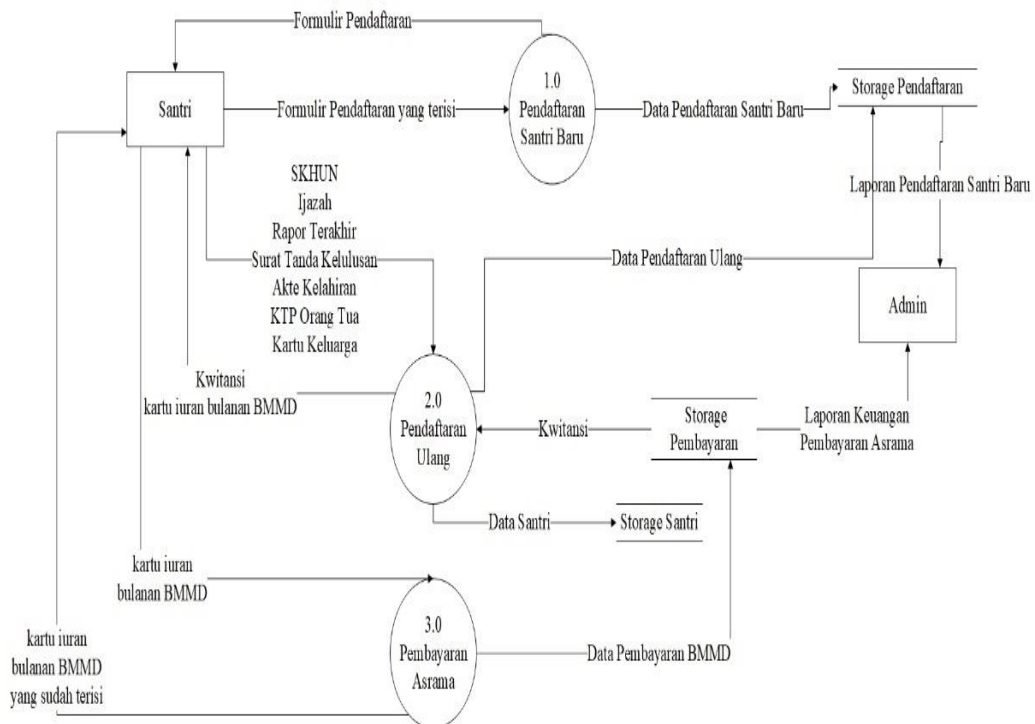 Formulir Pendaftaran
Santri
Formulir Pendaftaran yang terisi
1.0
Pendaftaran
Santri Baru
Data Pendaftaran Santri Baru
Storage Pendaftaran
Laporan Pendaftaran Santri Baru
SKHUN
Ijazah
Rapor Terakhir
Surat Tanda Kelulusan
Akte Kelahiran
KTP Orang Tua
Kartu Keluarga
Data Pendaftaran Ulang
Admin
Kwitansi
kartu iuran bulanan BMMD
2.0
Pendaftaran
Ulang
Kwitansi
Storage
Pembayaran
Laporan Keuangan
Pembayaran Asrama
Data Santri
Storage Santri
kartu iuran
bulanan BMMD
3.0
Pembayaran
Asrama
Data Pembayaran BMMD
kartu iuran
bulanan BMMD
yang sudah terisi